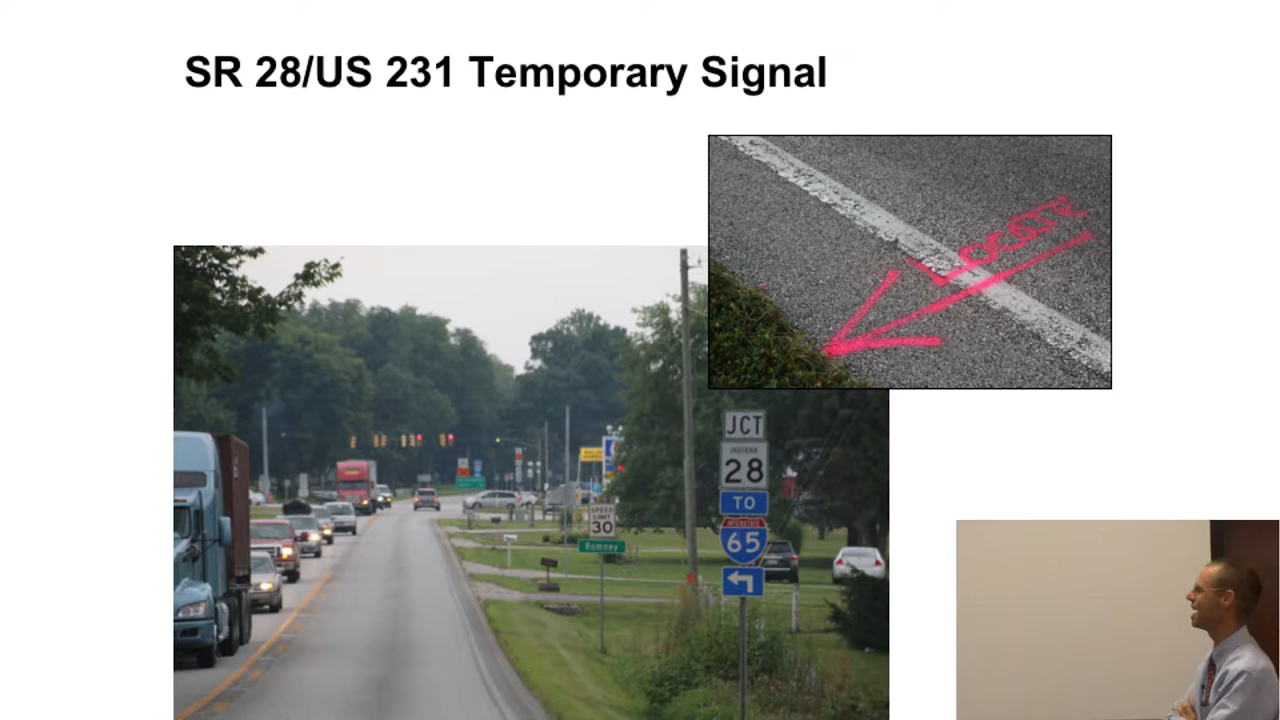 SR 28/US 231 Temporary Signal
LOCATE
JCT
INDIANA
28
TO
INTERSTATE
65
SPEED
LIMIT
30
Romney